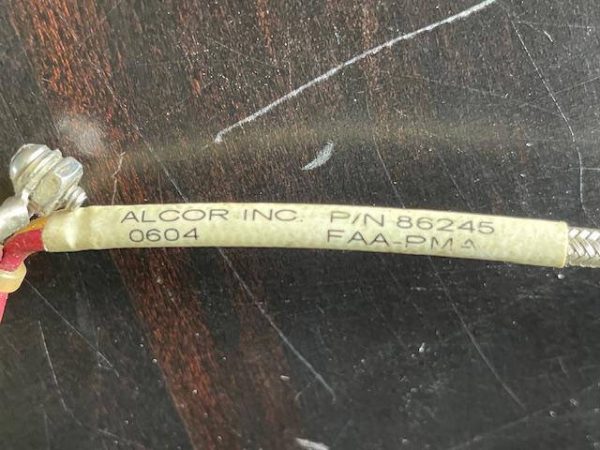 ALCOR INC. P/N 86245
0604 FAA-PMA